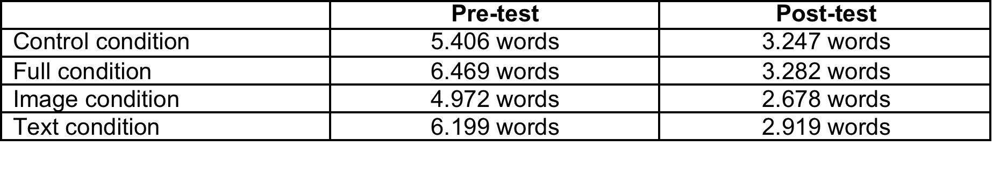 Pre-test Post-test
Control condition 5.406 words 3.247 words
Full condition 6.469 words 3.282 words
Image condition 4.972 words 2.678 words
Text condition 6.199 words 2.919 words